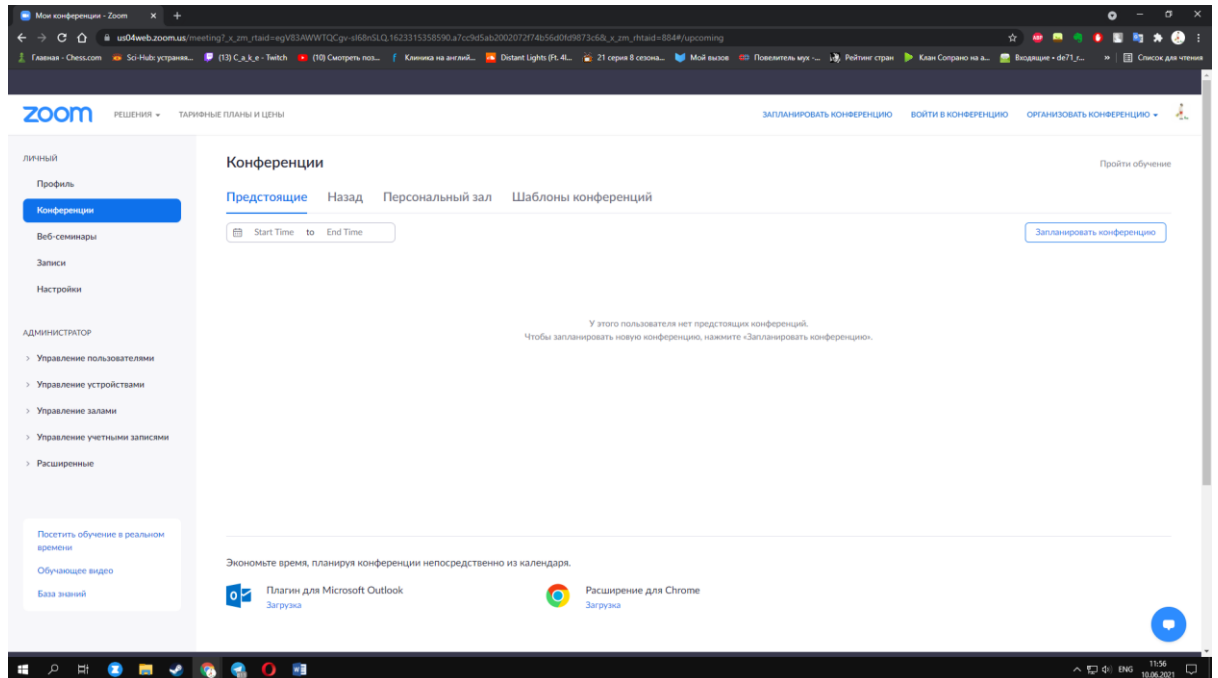 Мои конференции - Zoom
us04web.zoom.us/meeting?_x_zm_rtaid=egV83AWWTQCgv-sl68nSLQ.1623315358590.a7cc9d5ab2002072f74b56d0fd9873c6&_x_zm_rhtaid=884#/upcoming
Главная - Chess.com
Sci-Hub: устраняя...
(13) C_a_k_e - Twitch
(10) Смотреть поз...
Клиника на англий...
Distant Lights (Ft. 4l...
21 серия 8 сезона...
Мой вызов
Повелитель мух -...
Рейтинг стран
Клан Сопрано на а...
Входящие • de71_r...
»
Список для чтения
zoom
РЕШЕНИЯ
ТАРИФНЫЕ ПЛАНЫ И ЦЕНЫ
ЗАПЛАНИРОВАТЬ КОНФЕРЕНЦИЮ
ВОЙТИ В КОНФЕРЕНЦИЮ
ОРГАНИЗОВАТЬ КОНФЕРЕНЦИЮ
ЛИЧНЫЙ
Профиль
Конференции
Веб-семинары
Записи
Настройки
АДМИНИСТРАТОР
Управление пользователями
Управление устройствами
Управление залами
Управление учетными записями
Расширенные
Посетить обучение в реальном
времени
Обучающее видео
База знаний
Конференции
Пройти обучение
Предстоящие
Назад
Персональный зал
Шаблоны конференций
Start Time to End Time
Запланировать конференцию
У этого пользователя нет предстоящих конференций.
Чтобы запланировать новую конференцию, нажмите «Запланировать конференцию».
Экономьте время, планируя конференции непосредственно из календаря.
Плагин для Microsoft Outlook
Загрузка
Расширение для Chrome
Загрузка
ENG
11:56
10.06.2021